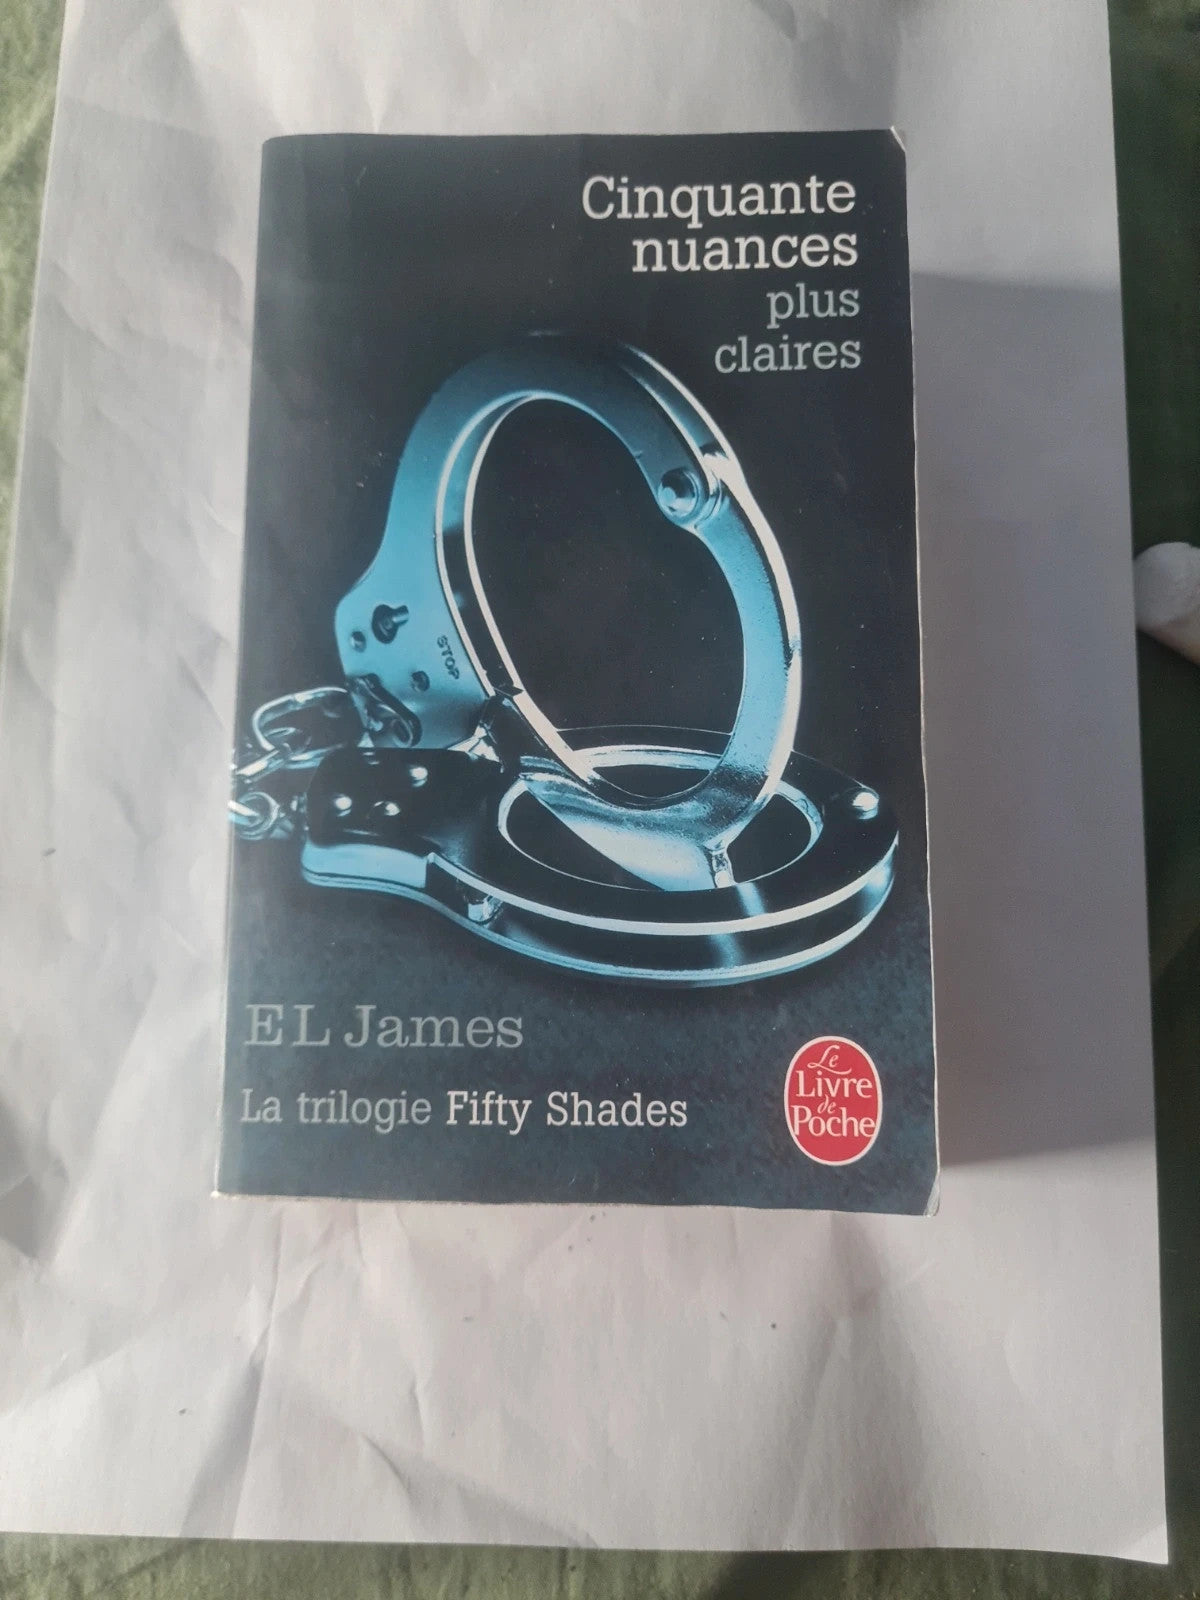 Cinquante
nuances
plus
claires
STOP
E L James
La trilogie Fifty Shades
Le
Livre
de
Poche